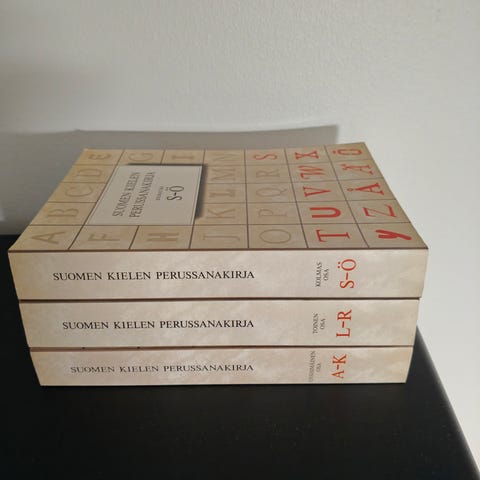 A B C D E
F G
H I
J K L M N
O P Q R S
T U V W X
Y Z Å Ä Ö
SUOMEN KIELEN
PERUSSANAKIRJA
S-Ö
SUOMEN KIELEN PERUSSANAKIRJA
KOLMAS
OSA
S-Ö
SUOMEN KIELEN PERUSSANAKIRJA
TOINEN
OSA
L-R
SUOMEN KIELEN PERUSSANAKIRJA
ENSIMMÄINEN
OSA
A-K